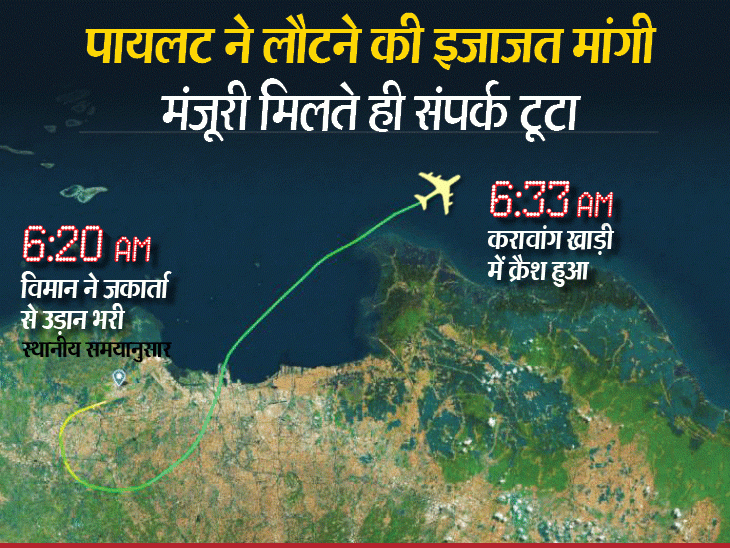 पायलट ने लौटने की इजाजत मांगी
मंजूरी मिलते ही संपर्क टूटा
6:20 AM
विमान ने जकार्ता
से उड़ान भरी
स्थानीय समयानुसार
6:33 AM
करावांग खाड़ी
में क्रैश हुआ